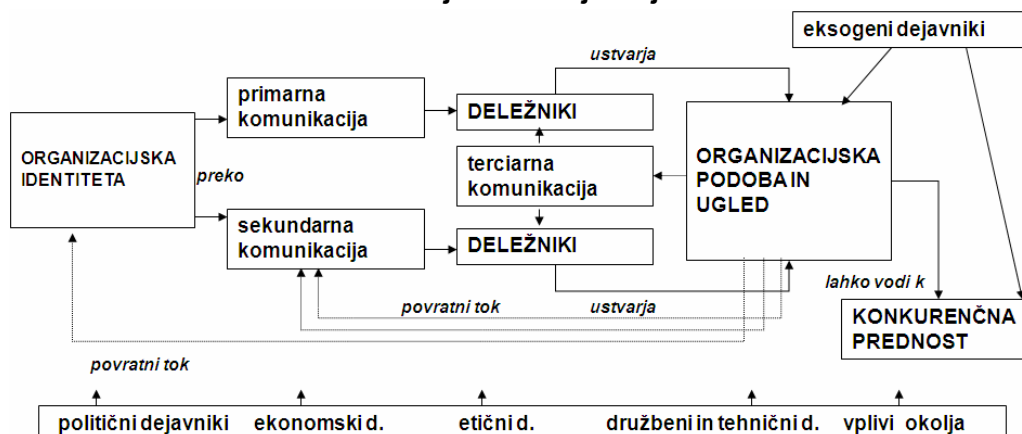 eksogeni dejavniki
ustvarja
primarna
komunikacija
DELEŽNIKI
ORGANIZACIJSKA
IDENTITETA
preko
terciarna
komunikacija
ORGANIZACIJSKA
PODOBA IN
UGLED
sekundarna
komunikacija
DELEŽNIKI
lahko vodi k
povratni tok
ustvarja
KONKURENČNA
PREDNOST
povratni tok
politični dejavniki
ekonomski d.
etični d.
družbeni in tehnični d.
vplivi okolja